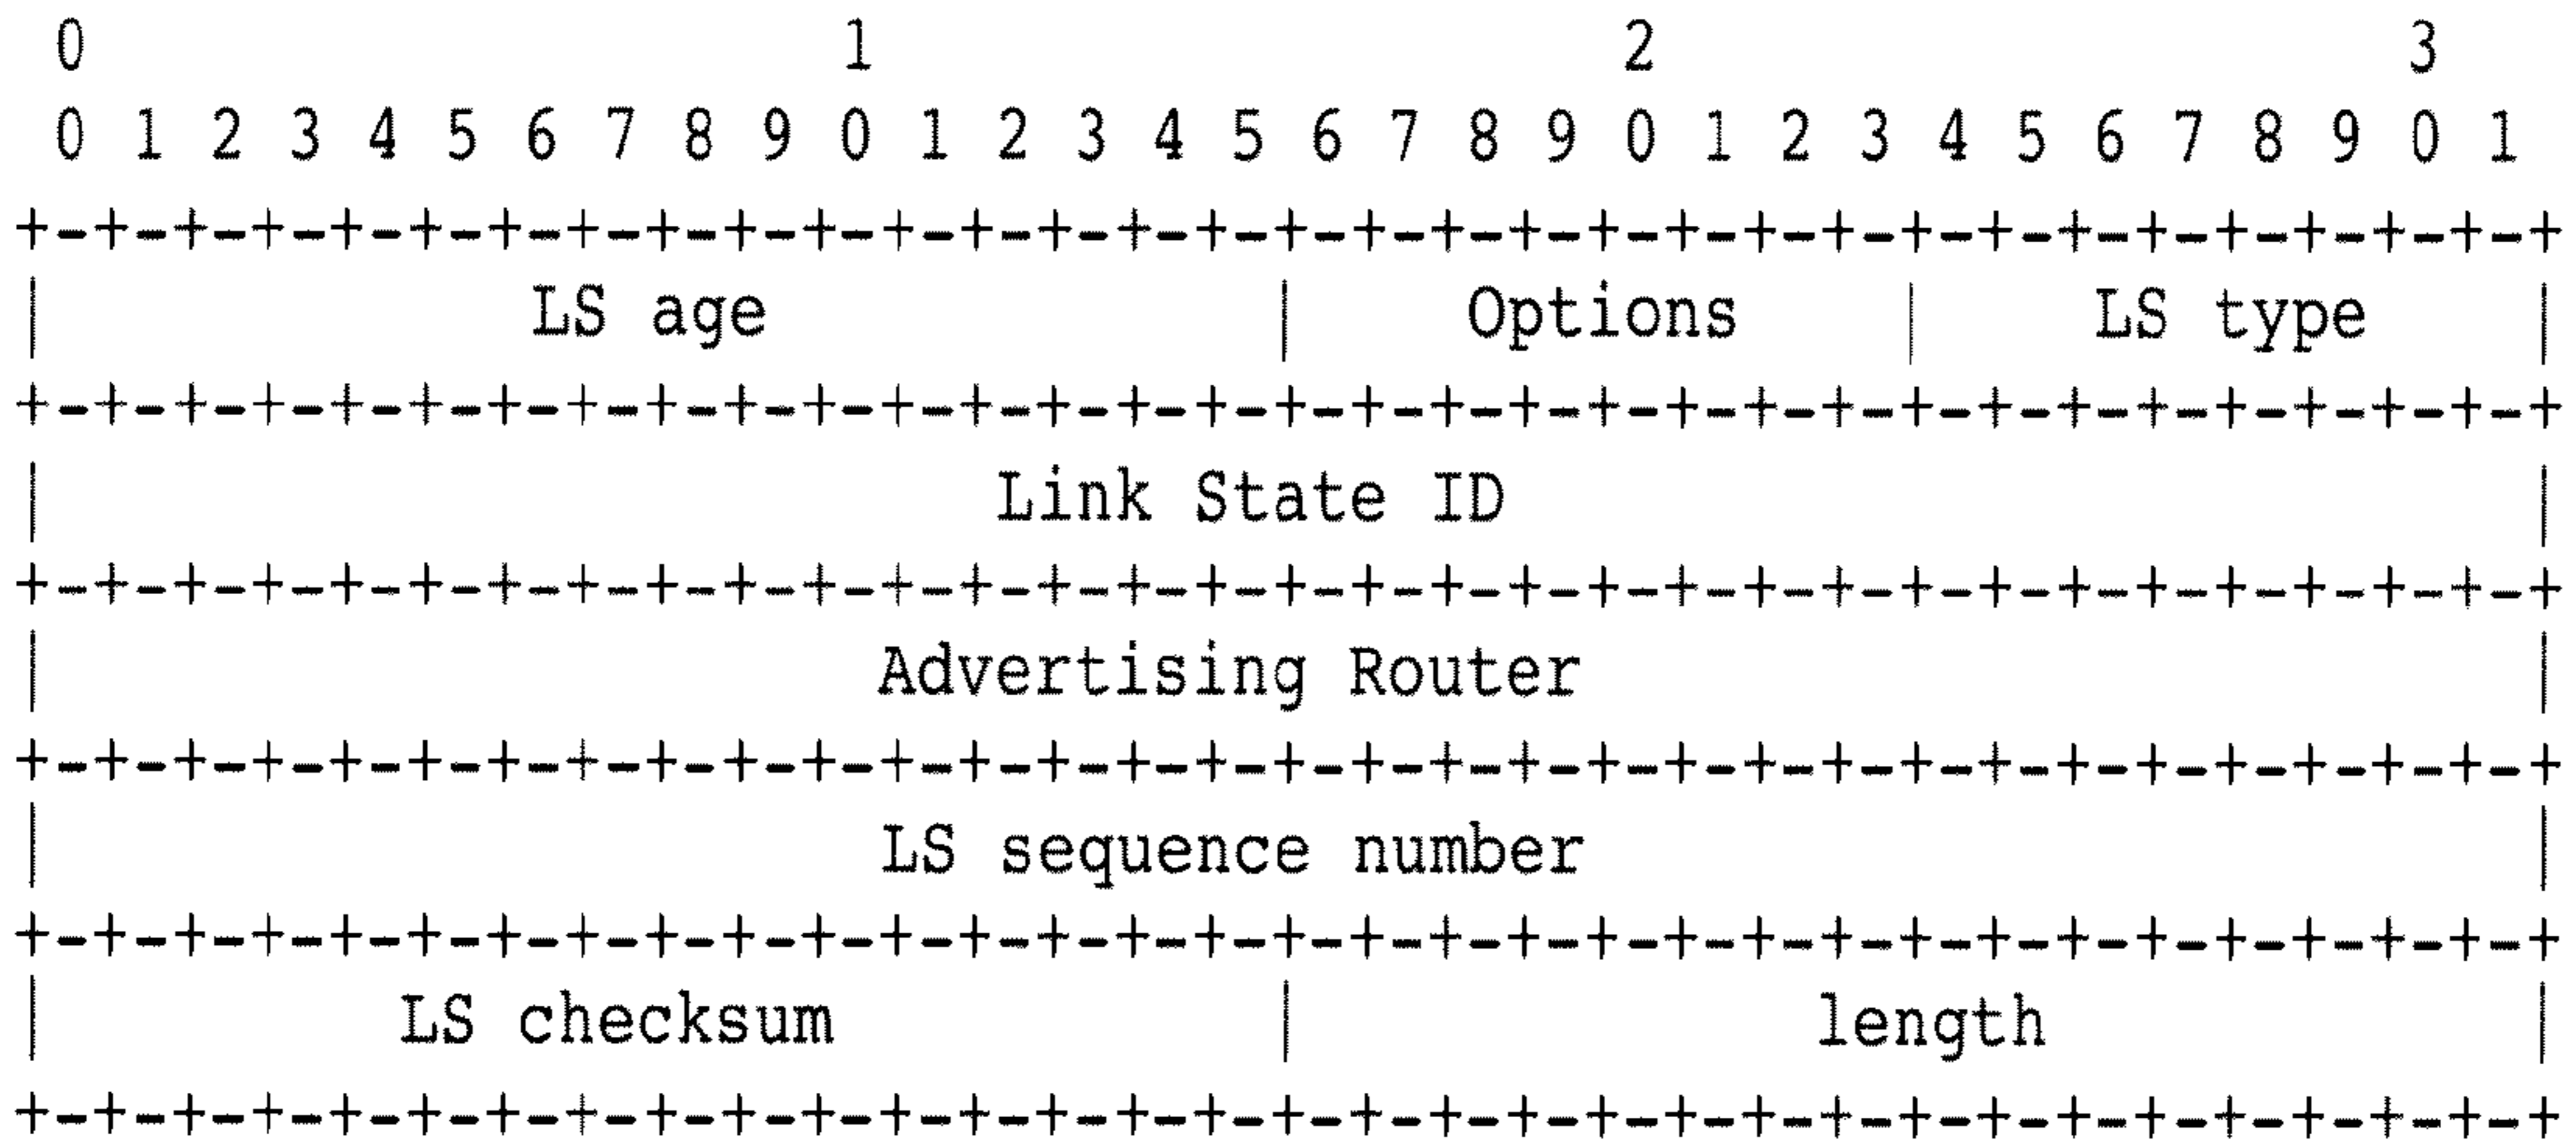 0 1 2 3
0 1 2 3 4 5 6 7 8 9 0 1 2 3 4 5 6 7 8 9 0 1 2 3 4 5 6 7 8 9 0 1
+-+-+-+-+-+-+-+-+-+-+-+-+-+-+-+-+-+-+-+-+-+-+-+-+-+-+-+-+-+-+-+-+
| LS age | Options | LS type |
+-+-+-+-+-+-+-+-+-+-+-+-+-+-+-+-+-+-+-+-+-+-+-+-+-+-+-+-+-+-+-+-+
| Link State ID |
+-+-+-+-+-+-+-+-+-+-+-+-+-+-+-+-+-+-+-+-+-+-+-+-+-+-+-+-+-+-+-+-+
| Advertising Router |
+-+-+-+-+-+-+-+-+-+-+-+-+-+-+-+-+-+-+-+-+-+-+-+-+-+-+-+-+-+-+-+-+
| LS sequence number |
+-+-+-+-+-+-+-+-+-+-+-+-+-+-+-+-+-+-+-+-+-+-+-+-+-+-+-+-+-+-+-+-+
| LS checksum | length |
+-+-+-+-+-+-+-+-+-+-+-+-+-+-+-+-+-+-+-+-+-+-+-+-+-+-+-+-+-+-+-+-+